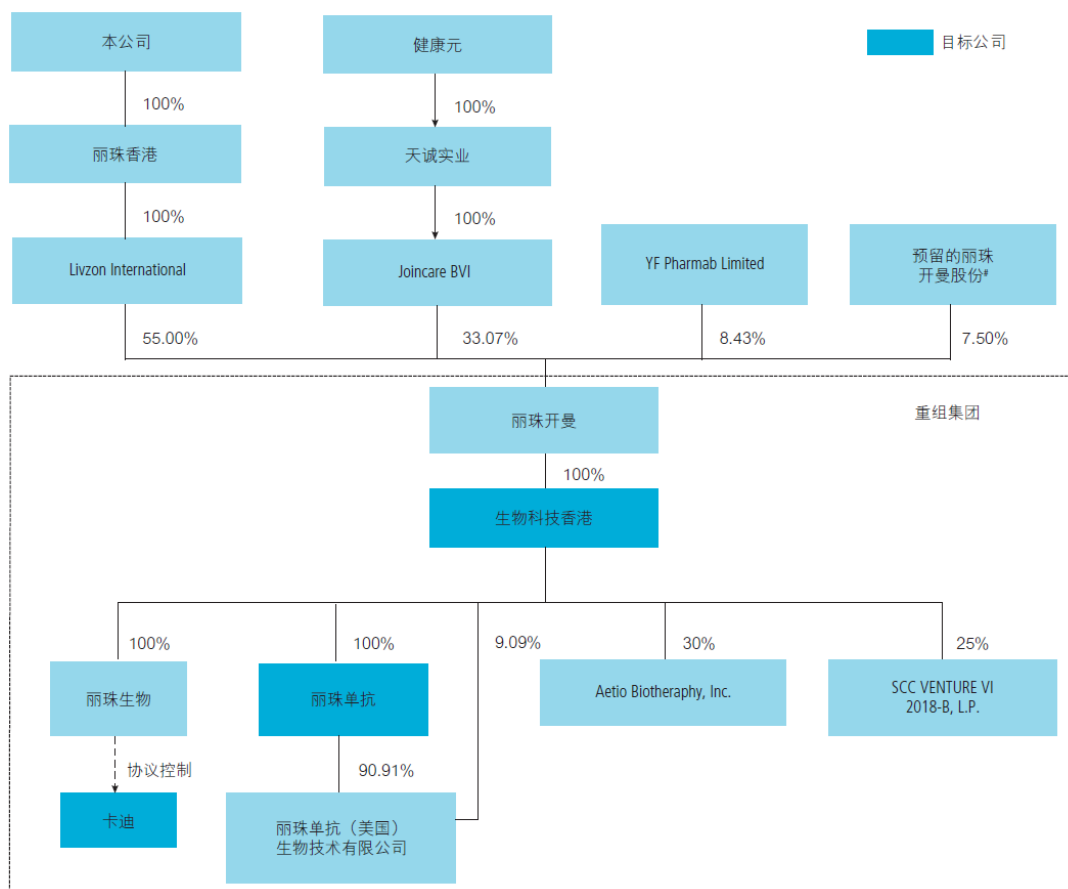 本公司
健康元
目标公司
100%
100%
丽珠香港
天诚实业
100%
100%
Livzon International
Joincare BVI
YF Pharmab Limited
预留的丽珠
开曼股份#
55.00%
33.07%
8.43%
7.50%
丽珠开曼
重组集团
100%
生物科技香港
100%
100%
9.09%
30%
25%
丽珠生物
丽珠单抗
Aetio Biotheraphy, Inc.
SCC VENTURE VI
2018-B, L.P.
协议控制
90.91%
卡迪
丽珠单抗（美国）
生物技术有限公司